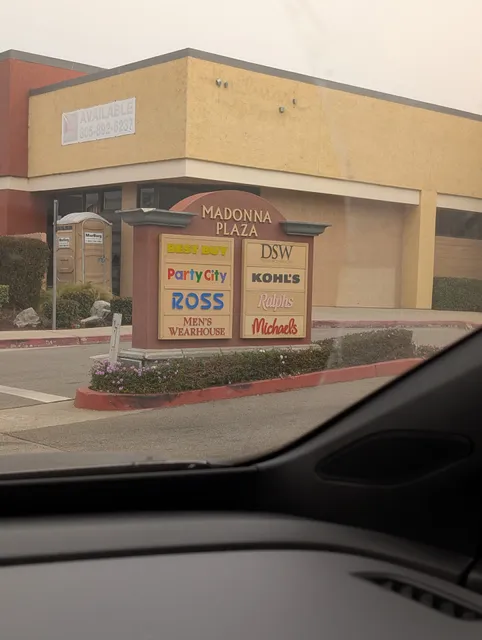 AVAILABLE
MADONNA
PLAZA
BEST BUY
Party City
ROSS
MEN'S
WEARHOUSE
DSW
KOHL'S
Ralphs
Michaels